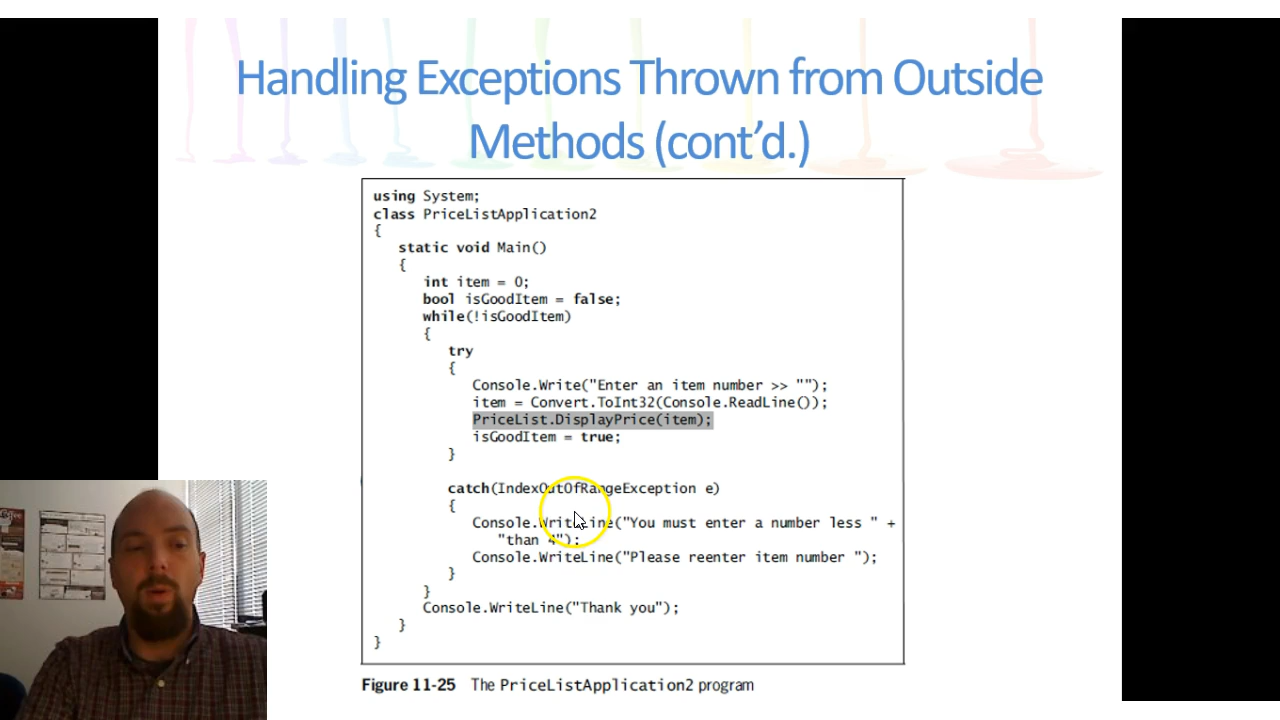 Handling Exceptions Thrown from Outside
Methods (cont'd.)
using System;
class PriceListApplication2
{
static void Main()
{
int item = 0;
bool isGoodItem = false;
while(!isGoodItem)
{
try
{
Console.Write("Enter an item number >> "");
item = Convert.ToInt32(Console.ReadLine());
PriceList.DisplayPrice(item);
isGoodItem = true;
}
catch(IndexOutOfRangeException e)
{
Console.WriteLine("You must enter a number less " +
"than 4");
Console.WriteLine("Please reenter item number ");
}
}
Console.WriteLine("Thank you");
}
}
Figure 11-25 The PriceListApplication2 program